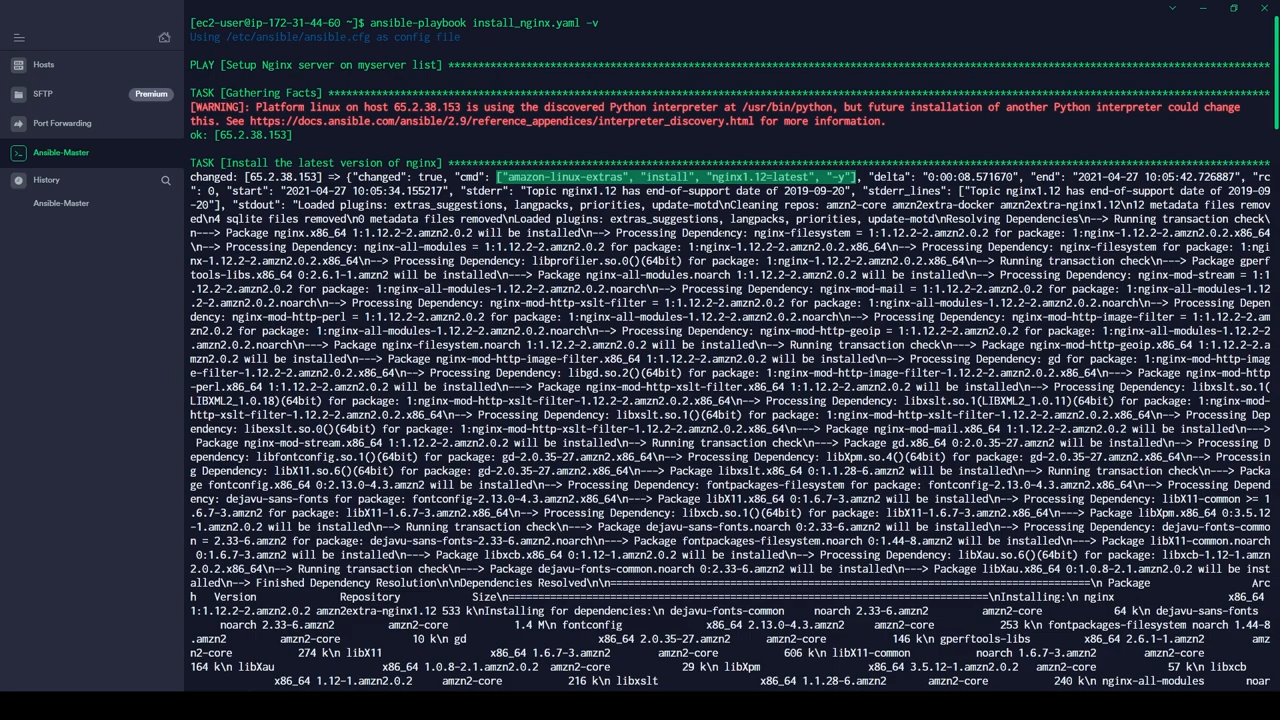 Hosts
SFTP
Premium
Port Forwarding
Ansible-Master
History
Ansible-Master
[ec2-user@ip-172-31-44-60 ~]$ ansible-playbook install_nginx.yaml -v
Using /etc/ansible/ansible.cfg as config file
PLAY [Setup Nginx server on myserver list] ****************************************************************************************************************************************
TASK [Gathering Facts] ************************************************************************************************************************************************************
[WARNING]: Platform linux on host 65.2.38.153 is using the discovered Python interpreter at /usr/bin/python, but future installation of another Python interpreter could change
this. See https://docs.ansible.com/ansible/2.9/reference_appendices/interpreter_discovery.html for more information.
ok: [65.2.38.153]
TASK [Install the latest version of nginx] ****************************************************************************************************************************************
changed: [65.2.38.153] => {"changed": true, "cmd": ["amazon-linux-extras", "install", "nginx1.12=latest", "-y"], "delta": "0:00:08.571670", "end": "2021-04-27 10:05:42.726887", "rc
": 0, "start": "2021-04-27 10:05:34.155217", "stderr": "Topic nginx1.12 has end-of-support date of 2019-09-20", "stderr_lines": ["Topic nginx1.12 has end-of-support date of 2019-09
-20"], "stdout": "Loaded plugins: extras_suggestions, langpacks, priorities, update-motd\nCleaning repos: amzn2-core amzn2extra-docker amzn2extra-nginx1.12\n12 metadata files remov
ed\n4 sqlite files removed\n0 metadata files removed\nLoaded plugins: extras_suggestions, langpacks, priorities, update-motd\nResolving Dependencies\n--> Running transaction check\
\n---> Package nginx.x86_64 1:1.12.2-2.amzn2.0.2 will be installed\n--> Processing Dependency: nginx-filesystem = 1:1.12.2-2.amzn2.0.2 for package: 1:nginx-1.12.2-2.amzn2.0.2.x86_64
\n--> Processing Dependency: nginx-all-modules = 1:1.12.2-2.amzn2.0.2 for package: 1:nginx-1.12.2-2.amzn2.0.2.x86_64\n--> Processing Dependency: nginx-filesystem for package: 1:ngi
nx-1.12.2-2.amzn2.0.2.x86_64\n--> Processing Dependency: libprofiler.so.0()(64bit) for package: 1:nginx-1.12.2-2.amzn2.0.2.x86_64\n--> Running transaction check\n---> Package gperf
tools-libs.x86_64 0:2.6.1-1.amzn2 will be installed\n---> Package nginx-all-modules.noarch 1:1.12.2-2.amzn2.0.2 will be installed\n--> Processing Dependency: nginx-mod-stream = 1:1
.12.2-2.amzn2.0.2 for package: 1:nginx-all-modules-1.12.2-2.amzn2.0.2.noarch\n--> Processing Dependency: nginx-mod-mail = 1:1.12.2-2.amzn2.0.2 for package: 1:nginx-all-modules-1.12
.2-2.amzn2.0.2.noarch\n--> Processing Dependency: nginx-mod-http-xslt-filter = 1:1.12.2-2.amzn2.0.2 for package: 1:nginx-all-modules-1.12.2-2.amzn2.0.2.noarch\n--> Processing Depen
dency: nginx-mod-http-perl = 1:1.12.2-2.amzn2.0.2 for package: 1:nginx-all-modules-1.12.2-2.amzn2.0.2.noarch\n--> Processing Dependency: nginx-mod-http-image-filter = 1:1.12.2-2.am
zn2.0.2 for package: 1:nginx-all-modules-1.12.2-2.amzn2.0.2.noarch\n--> Processing Dependency: nginx-mod-http-geoip = 1:1.12.2-2.amzn2.0.2 for package: 1:nginx-all-modules-1.12.2-2
.amzn2.0.2.noarch\n---> Package nginx-filesystem.noarch 1:1.12.2-2.amzn2.0.2 will be installed\n--> Running transaction check\n---> Package nginx-mod-http-geoip.x86_64 1:1.12.2-2.a
mzn2.0.2 will be installed\n---> Package nginx-mod-http-image-filter.x86_64 1:1.12.2-2.amzn2.0.2 will be installed\n--> Processing Dependency: gd for package: 1:nginx-mod-http-imag
e-filter-1.12.2-2.amzn2.0.2.x86_64\n--> Processing Dependency: libgd.so.2()(64bit) for package: 1:nginx-mod-http-image-filter-1.12.2-2.amzn2.0.2.x86_64\n---> Package nginx-mod-http
-perl.x86_64 1:1.12.2-2.amzn2.0.2 will be installed\n---> Package nginx-mod-http-xslt-filter.x86_64 1:1.12.2-2.amzn2.0.2 will be installed\n--> Processing Dependency: libxslt.so.1(
LIBXML2_1.0.18)(64bit) for package: 1:nginx-mod-http-xslt-filter-1.12.2-2.amzn2.0.2.x86_64\n--> Processing Dependency: libxslt.so.1(LIBXML2_1.0.11)(64bit) for package: 1:nginx-mod-
http-xslt-filter-1.12.2-2.amzn2.0.2.x86_64\n--> Processing Dependency: libxslt.so.1()(64bit) for package: 1:nginx-mod-http-xslt-filter-1.12.2-2.amzn2.0.2.x86_64\n--> Processing Dep
endency: libexslt.so.0()(64bit) for package: 1:nginx-mod-http-xslt-filter-1.12.2-2.amzn2.0.2.x86_64\n---> Package nginx-mod-mail.x86_64 1:1.12.2-2.amzn2.0.2 will be installed\n--->
Package nginx-mod-stream.x86_64 1:1.12.2-2.amzn2.0.2 will be installed\n--> Running transaction check\n---> Package gd.x86_64 0:2.0.35-27.amzn2 will be installed\n--> Processing D
ependency: libfontconfig.so.1()(64bit) for package: gd-2.0.35-27.amzn2.x86_64\n--> Processing Dependency: libXpm.so.4()(64bit) for package: gd-2.0.35-27.amzn2.x86_64\n--> Processin
g Dependency: libX11.so.6()(64bit) for package: gd-2.0.35-27.amzn2.x86_64\n---> Package libxslt.x86_64 0:1.1.28-6.amzn2 will be installed\n--> Running transaction check\n---> Package
fontconfig.x86_64 0:2.13.0-4.3.amzn2 will be installed\n--> Processing Dependency: fontpackages-filesystem for package: fontconfig-2.13.0-4.3.amzn2.x86_64\n--> Processing Depend
ency: dejavu-sans-fonts for package: fontconfig-2.13.0-4.3.amzn2.x86_64\n---> Package libX11.x86_64 0:1.6.7-3.amzn2 will be installed\n--> Processing Dependency: libX11-common >= 1
.6.7-3.amzn2 for package: libX11-1.6.7-3.amzn2.x86_64\n--> Processing Dependency: libxcb.so.1()(64bit) for package: libX11-1.6.7-3.amzn2.x86_64\n---> Package libXpm.x86_64 0:3.5.12
-1.amzn2.0.2 will be installed\n--> Running transaction check\n---> Package dejavu-sans-fonts.noarch 0:2.33-6.amzn2 will be installed\n--> Processing Dependency: dejavu-fonts-commo
n = 2.33-6.amzn2 for package: dejavu-sans-fonts-2.33-6.amzn2.noarch\n---> Package fontpackages-filesystem.noarch 0:1.44-8.amzn2 will be installed\n---> Package libX11-common.noarch
0:1.6.7-3.amzn2 will be installed\n---> Package libxcb.x86_64 0:1.12-1.amzn2.0.2 will be installed\n--> Processing Dependency: libXau.so.6()(64bit) for package: libxcb-1.12-1.amzn2
.0.2.x86_64\n--> Running transaction check\n---> Package dejavu-fonts-common.noarch 0:2.33-6.amzn2 will be installed\n---> Package libXau.x86_64 0:1.0.8-2.1.amzn2.0.2 will be inst
alled\n--> Finished Dependency Resolution\n\nDependencies Resolved\n\n================================================================================\n Package Arc
h Version Repository Size\n================================================================================\nInstalling:\n nginx x86_64
1:1.12.2-2.amzn2.0.2 amzn2extra-nginx1.12 533 k\nInstalling for dependencies:\n dejavu-fonts-common noarch 2.33-6.amzn2 amzn2-core 64 k\n dejavu-sans-fonts
noarch 2.33-6.amzn2 amzn2-core 1.4 M\n fontconfig x86_64 2.13.0-4.3.amzn2 amzn2-core 253 k\n fontpackages-filesystem noarch 1.44-8
.amzn2 amzn2-core 10 k\n gd x86_64 2.0.35-27.amzn2 amzn2-core 146 k\n gperftools-libs x86_64 2.6.1-1.amzn2 amz
n2-core 274 k\n libX11 x86_64 1.6.7-3.amzn2 amzn2-core 606 k\n libX11-common noarch 1.6.7-3.amzn2 amzn2-core
164 k\n libXau x86_64 1.0.8-2.1.amzn2.0.2 amzn2-core 29 k\n libXpm x86_64 3.5.12-1.amzn2.0.2 amzn2-core 57 k\n libxcb
x86_64 1.12-1.amzn2.0.2 amzn2-core 216 k\n libxslt x86_64 1.1.28-6.amzn2 amzn2-core 240 k\n nginx-all-modules noar